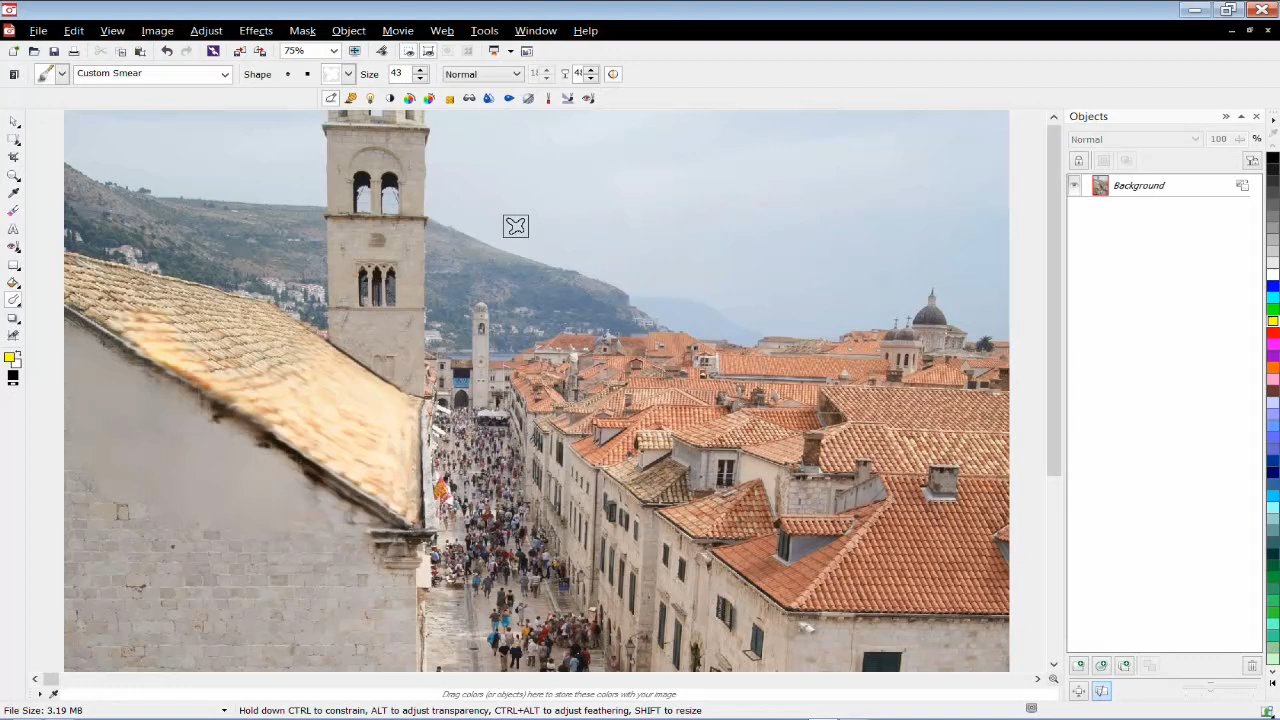 File Edit View Image Adjust Effects Mask Object Movie Web Tools Window Help
75%
Custom Smear Shape Size 43 Normal
Objects
Normal 100 %
Background
Drag colors (or objects) here to store these colors with your image
File Size: 3.19 MB Hold down CTRL to constrain, ALT to adjust transparency, CTRL+ALT to adjust feathering, SHIFT to resize